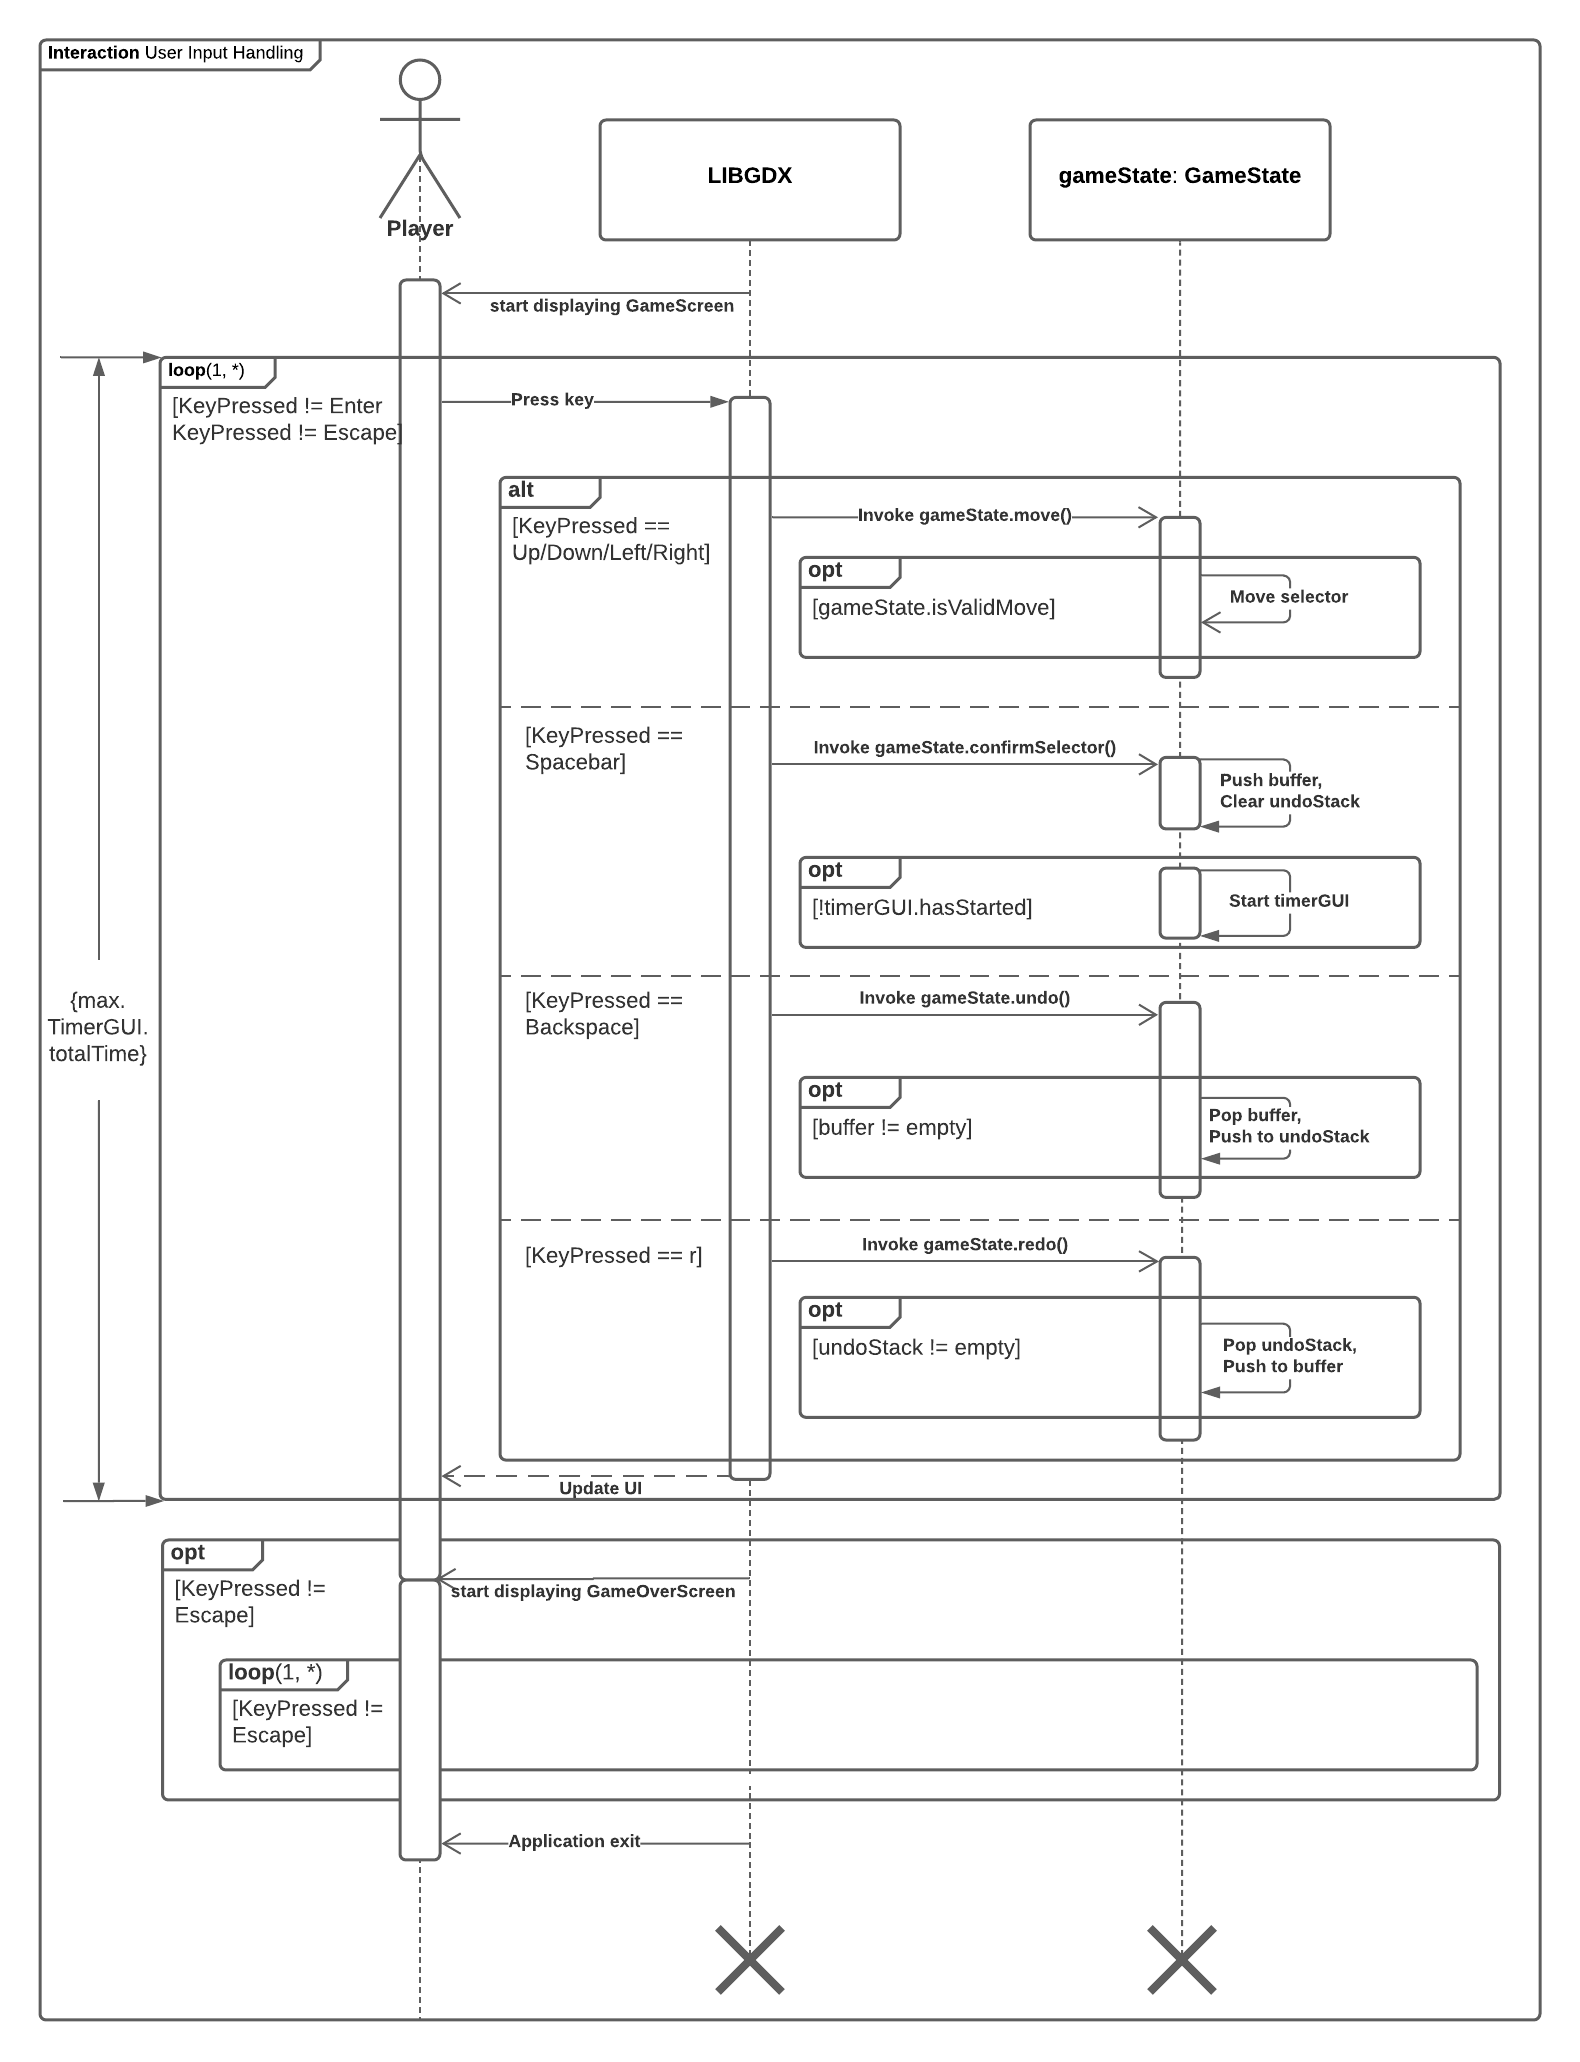 Interaction User Input Handling
Player
LIBGDX
gameState: GameState
start displaying GameScreen
loop(1, *)
[KeyPressed != Enter
KeyPressed != Escape]
Press key
alt
[KeyPressed ==
Up/Down/Left/Right]
Invoke gameState.move()
opt
[gameState.isValidMove]
Move selector
[KeyPressed ==
Spacebar]
Invoke gameState.confirmSelector()
Push buffer,
Clear undoStack
opt
[!timerGUI.hasStarted]
Start timerGUI
{max.
TimerGUI.
totalTime}
[KeyPressed ==
Backspace]
Invoke gameState.undo()
opt
[buffer != empty]
Pop buffer,
Push to undoStack
[KeyPressed == r]
Invoke gameState.redo()
opt
[undoStack != empty]
Pop undoStack,
Push to buffer
Update UI
opt
[KeyPressed !=
Escape]
start displaying GameOverScreen
loop(1, *)
[KeyPressed !=
Escape]
Application exit